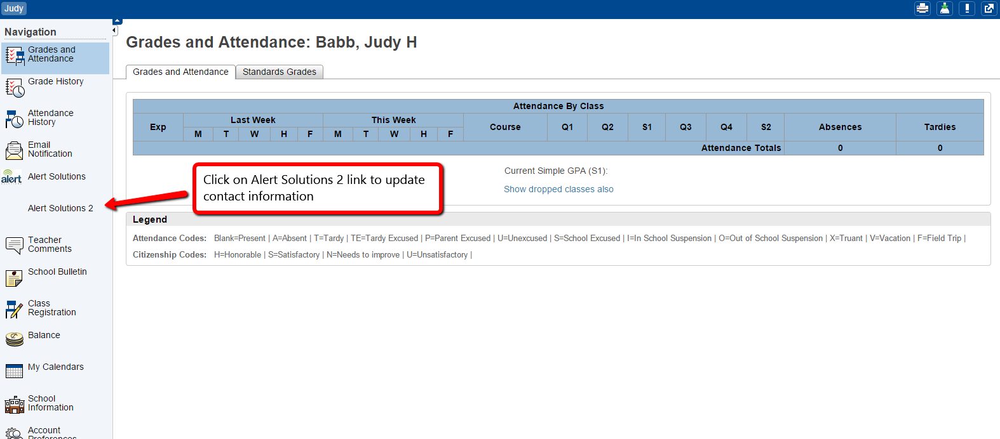 Judy
Navigation
Grades and
Attendance
Grade History
Attendance
History
Email
Notification
alert
Alert Solutions
Alert Solutions 2
Teacher
Comments
School Bulletin
Class
Registration
Balance
My Calendars
School
Information
Account
Preferences
Grades and Attendance: Babb, Judy H
Grades and Attendance
Standards Grades
Attendance By Class
Exp
Last Week
This Week
Course
Q1
Q2
S1
Q3
Q4
S2
Absences
Tardies
M T W H F M T W H F
Attendance Totals 0 0
Click on Alert Solutions 2 link to update
contact information
Current Simple GPA (S1):
Show dropped classes also
Legend
Attendance Codes: Blank=Present | A=Absent | T=Tardy | TE=Tardy Excused | P=Parent Excused | U=Unexcused | S=School Excused | I=In School Suspension | O=Out of School Suspension | X=Truant | V=Vacation | F=Field Trip |
Citizenship Codes: H=Honorable | S=Satisfactory | N=Needs to improve | U=Unsatisfactory |